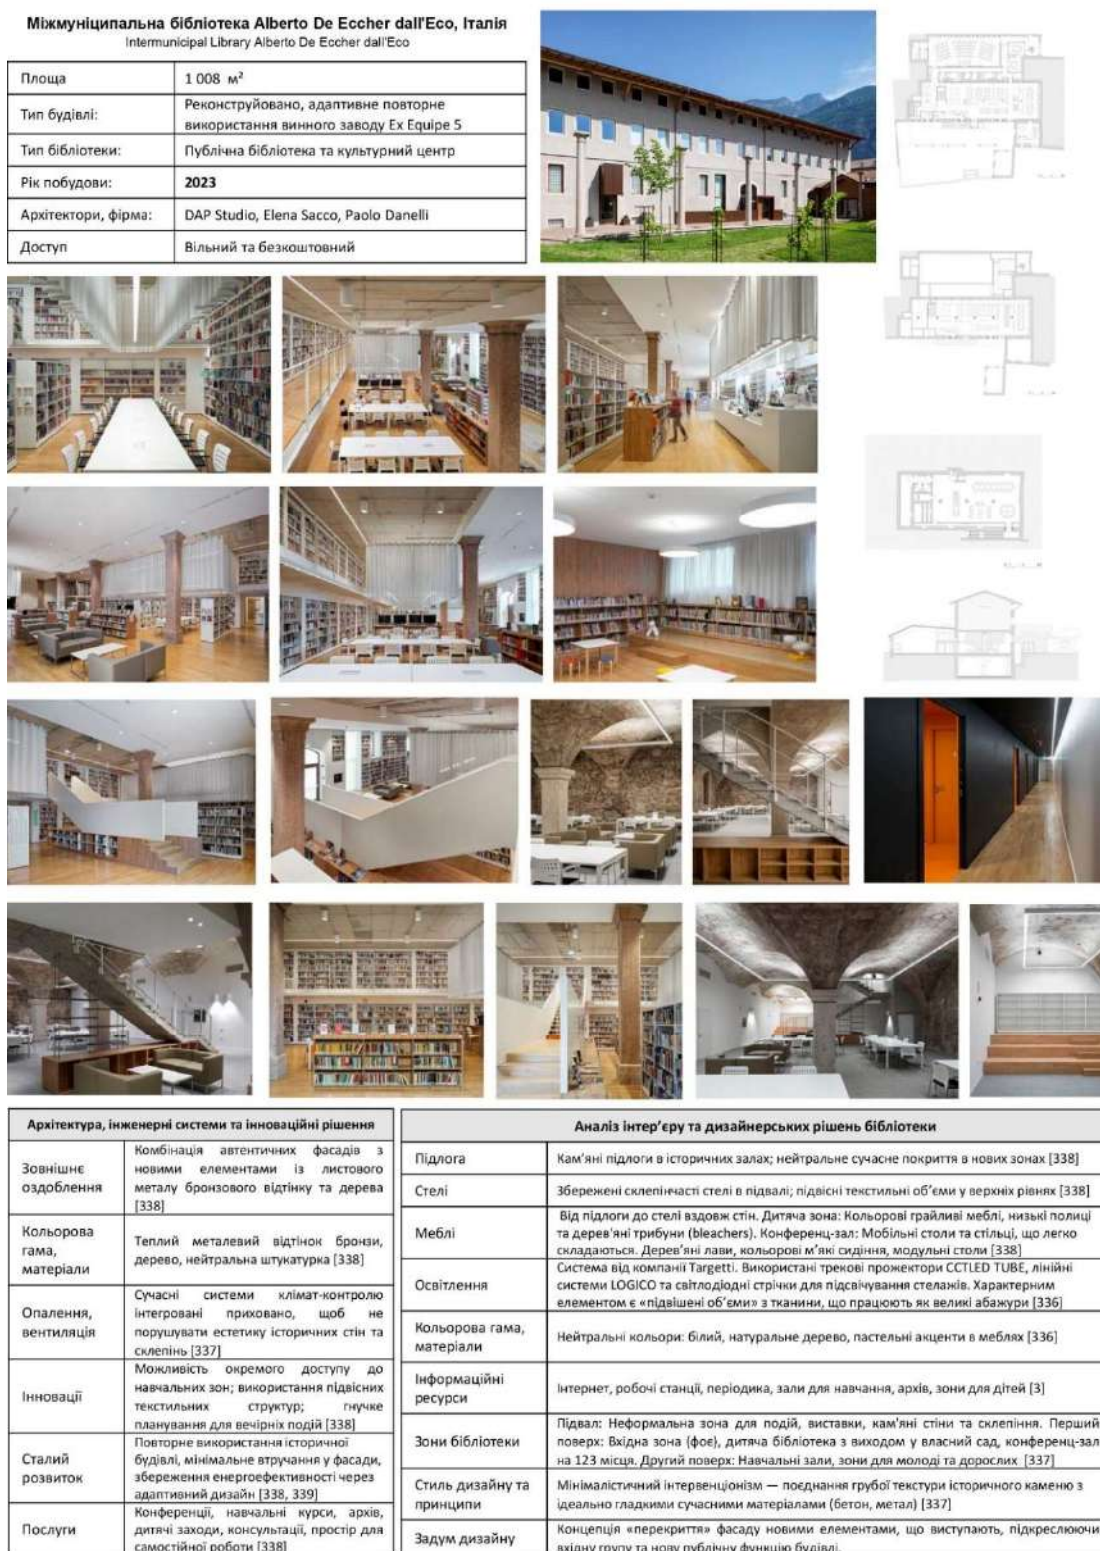 Міжмуніципальна бібліотека Alberto De Eccher dall'Eco, Італія
Intermunicipal Library Alberto De Eccher dall'Eco
Площа
1 008 м²
Тип будівлі:
Реконструйовано, адаптивне повторне
використання винного заводу Ex Equipe 5
Тип бібліотеки:
Публічна бібліотека та культурний центр
Рік побудови:
2023
Архітектори, фірма:
DAP Studio, Elena Sacco, Paolo Danelli
Доступ
Вільний та безкоштовний
Архітектура, інженерні системи та інноваційні рішення
Зовнішнє
оздоблення
Комбінація автентичних фасадів з
новими елементами із листового
металу бронзового відтінку та дерева
[338]
Кольорова
гама,
матеріали
Теплий металевий відтінок бронзи,
дерево, нейтральна штукатурка [338]
Опалення,
вентиляція
Сучасні системи клімат-контролю
інтегровані приховано, щоб не
порушувати естетику історичних стін та
склепінь [337]
Інновації
Можливість окремого доступу до
навчальних зон; використання підвісних
текстильних структур; гнучке
планування для вечірніх подій [338]
Сталий
розвиток
Повторне використання історичної
будівлі, мінімальне втручання у фасади,
збереження енергоефективності через
адаптивний дизайн [338, 339]
Послуги
Конференції, навчальні курси, архів,
дитячі заходи, консультації, простір для
самостійної роботи [338]
Аналіз інтер'єру та дизайнерських рішень бібліотеки
Підлога
Кам'яні підлоги в історичних залах; нейтральне сучасне покриття в нових зонах [338]
Стелі
Збережені склепінчасті стелі в підвалі; підвісні текстильні об'єми у верхніх рівнях [338]
Меблі
Від підлоги до стелі вздовж стін. Дитяча зона: Кольорові грайливі меблі, низькі полиці
та дерев'яні трибуни (bleachers). Конференц-зал: Мобільні столи та стільці, що легко
складаються. Дерев'яні лави, кольорові м'які сидіння, модульні столи [338]
Освітлення
Система від компанії Targetti. Використані трекові прожектори CCTLED TUBE, лінійні
системи LOGICO та світлодіодні стрічки для підсвічування стелажів. Характерним
елементом є «підвішені об'єми» з тканини, що працюють як великі абажури [336]
Кольорова гама,
матеріали
Нейтральні кольори: білий, натуральне дерево, пастельні акценти в меблях [336]
Інформаційні
ресурси
Інтернет, робочі станції, періодика, зали для навчання, архів, зони для дітей [3]
Зони бібліотеки
Підвал: Неформальна зона для подій, виставки, кам'яні стіни та склепіння. Перший
поверх: Вхідна зона (фоє), дитяча бібліотека з виходом у власний сад, конференц-зал
на 123 місця. Другий поверх: Навчальні зали, зони для молоді та дорослих [337]
Стиль дизайну та
принципи
Мінімалістичний інтервенціонізм — поєднання грубої текстури історичного каменю з
ідеально гладкими сучасними матеріалами (бетон, метал) [337]
Задум дизайну
Концепція «перекриття» фасаду новими елементами, що виступають, підкреслюючи
вхідну групу та нову публічну функцію будівлі.